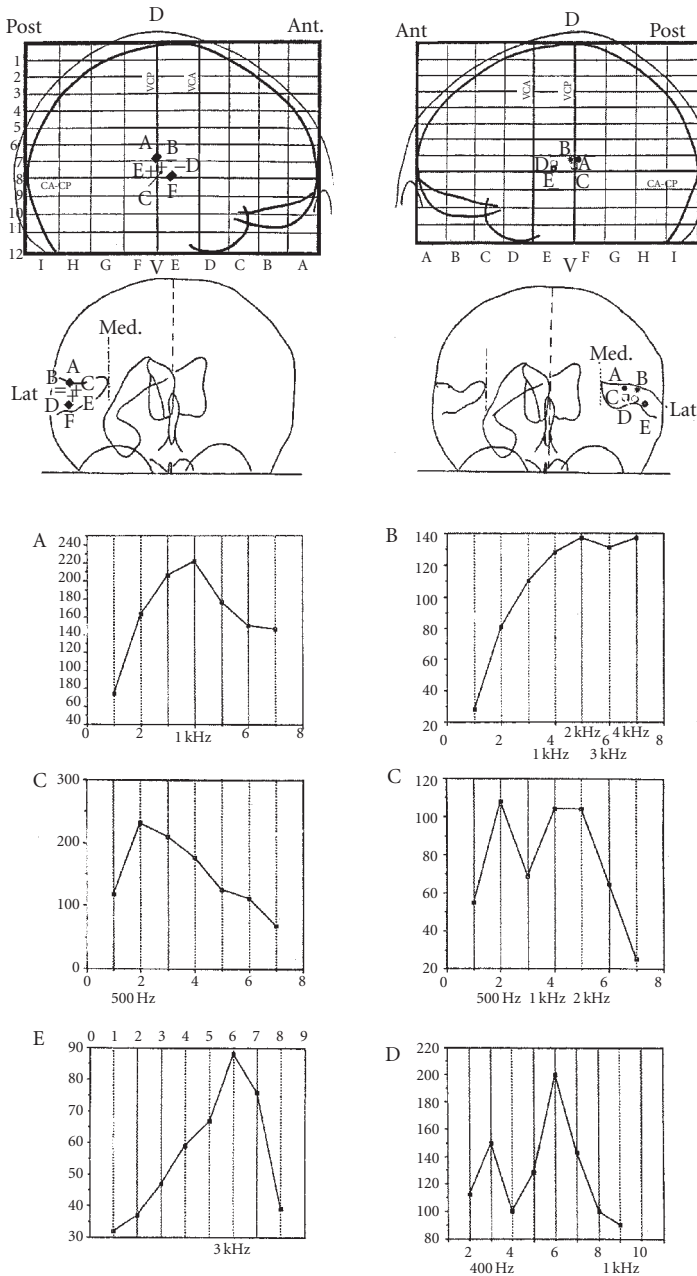 Post D Ant.
1
2
3
4
5
6
7
8
9
10
11
12
VCP VCA
A B
E D
C F
CA-CP
I H G F V E D C B A
Ant D Post
VCA VCP
B
D A
E C
CA-CP
A B C D E V F G H I
Med.
A
B C
Lat
D E
F
Med.
A B
C Lat
D E
A
240
220
200
180
160
140
120
100
80
60
40
0 2 4 6 8
1 kHz
B
140
120
100
80
60
40
20
0 2 4 6 8
2 kHz 4 kHz
1 kHz 3 kHz
C
300
200
100
0
0 2 4 6 8
500 Hz
C
120
100
80
60
40
20
0 2 4 6 8
500 Hz 1 kHz 2 kHz
E
0 1 2 3 4 5 6 7 8 9
90
80
70
60
50
40
30
3 kHz
D
220
200
180
160
140
120
100
80
2 4 6 8 10
400 Hz 1 kHz